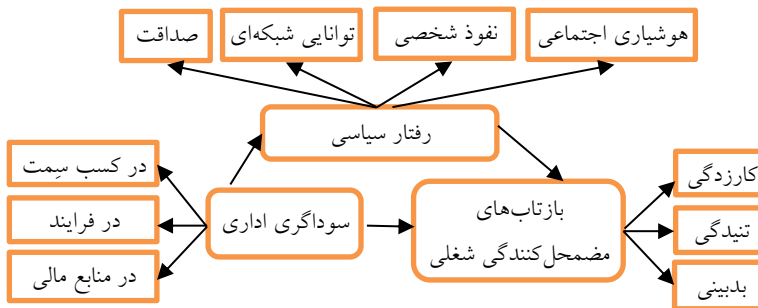 هوشیاری اجتماعی
نفوذ شخصی
توانایی شبکه‌ای
صداقت
رفتار سیاسی
کارزدگی
در کسب سِمت
بازتاب‌های
سوداگری اداری
در فرایند
تنیدگی
مضمحل‌کنندگی شغلی
در منابع مالی
بدبینی